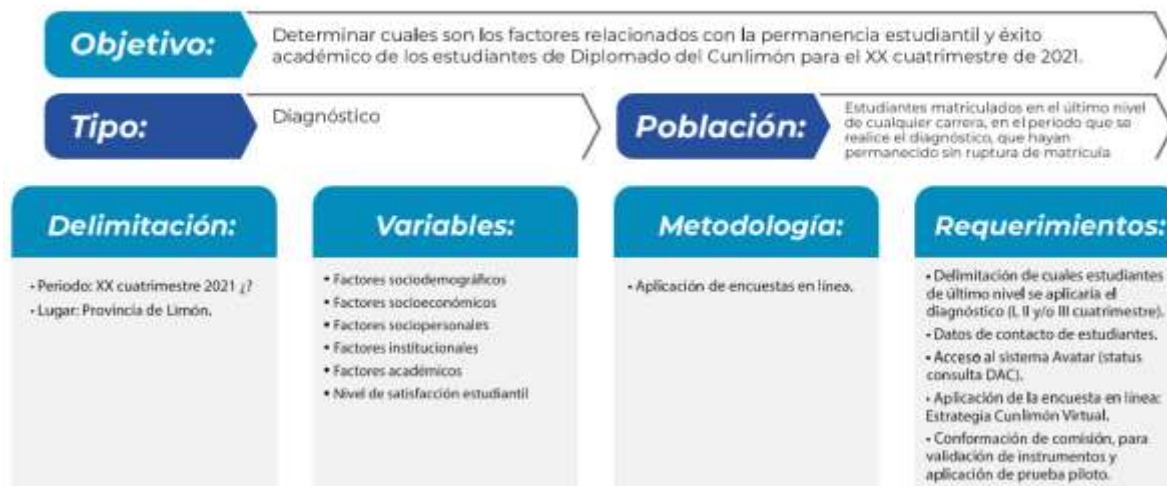 Objetivo:
Determinar cuales son los factores relacionados con la permanencia estudiantil y éxito
académico de los estudiantes de Diplomado del Cunlimón para el XX cuatrimestre de 2021.
Tipo:
Diagnóstico
Población:
Estudiantes matriculados en el último nivel
de cualquier carrera, en el periodo que se
realice el diagnóstico, que hayan
permanecido sin ruptura de matrícula
Delimitación:
• Periodo: XX cuatrimestre 2021 ¿?
• Lugar: Provincia de Limón.
Variables:
• Factores sociodemográficos
• Factores socioeconómicos
• Factores sociopersonales
• Factores institucionales
• Factores académicos
• Nivel de satisfacción estudiantil
Metodología:
• Aplicación de encuestas en línea.
Requerimientos:
• Delimitación de cuales estudiantes
de último nivel se aplicaría el
diagnóstico (I, II y/o III cuatrimestre).
• Datos de contacto de estudiantes.
• Acceso al sistema Avatar (status
consulta DAC).
• Aplicación de la encuesta en línea:
Estrategia Cunlimón Virtual.
• Conformación de comisión, para
validación de instrumentos y
aplicación de prueba piloto.